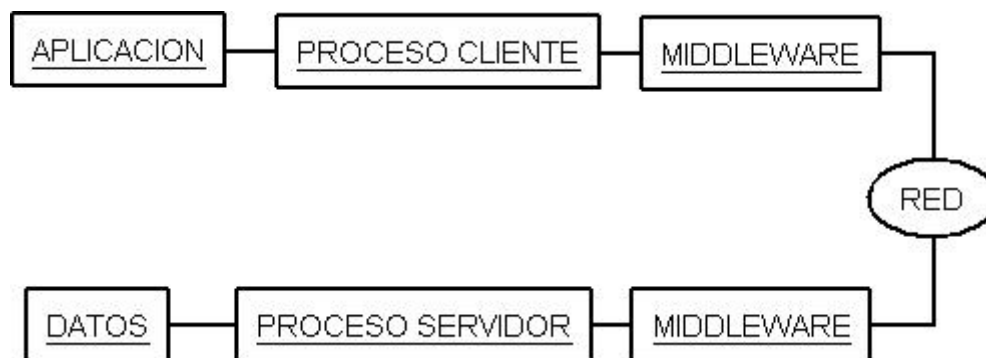 APLICACION
PROCESO CLIENTE
MIDDLEWARE
RED
DATOS
PROCESO SERVIDOR
MIDDLEWARE